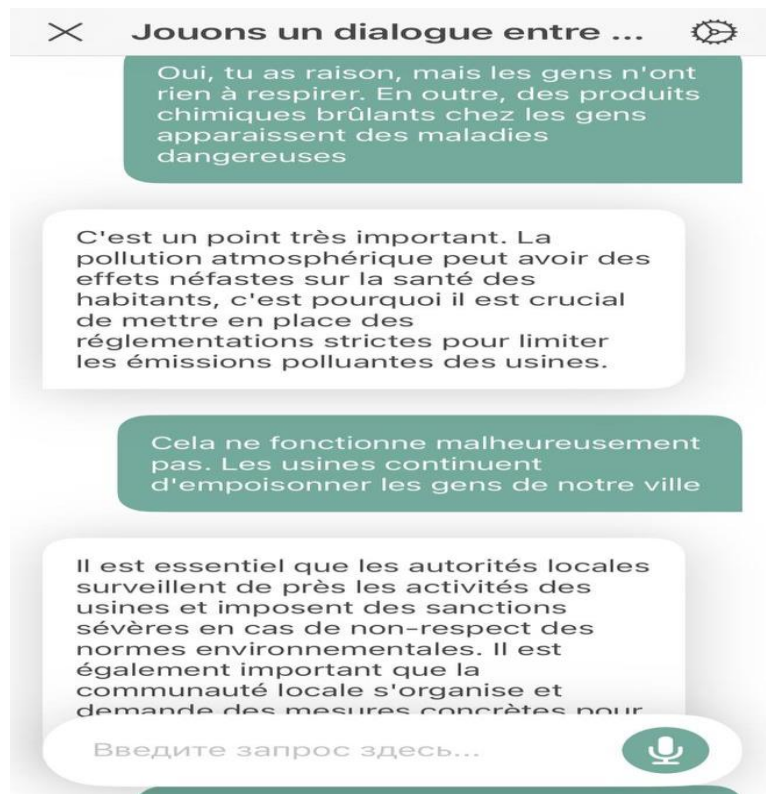 Jouons un dialogue entre ...
Oui, tu as raison, mais les gens n'ont
rien à respirer. En outre, des produits
chimiques brûlants chez les gens
apparaissent des maladies
dangereuses
C'est un point très important. La
pollution atmosphérique peut avoir des
effets néfastes sur la santé des
habitants, c'est pourquoi il est crucial
de mettre en place des
réglementations strictes pour limiter
les émissions polluantes des usines.
Cela ne fonctionne malheureusement
pas. Les usines continuent
d'empoisonner les gens de notre ville
Il est essentiel que les autorités locales
surveillent de près les activités des
usines et imposent des sanctions
sévères en cas de non-respect des
normes environnementales. Il est
également important que la
communauté locale s'organise et
demande des mesures concrètes pour
Введите запрос здесь...